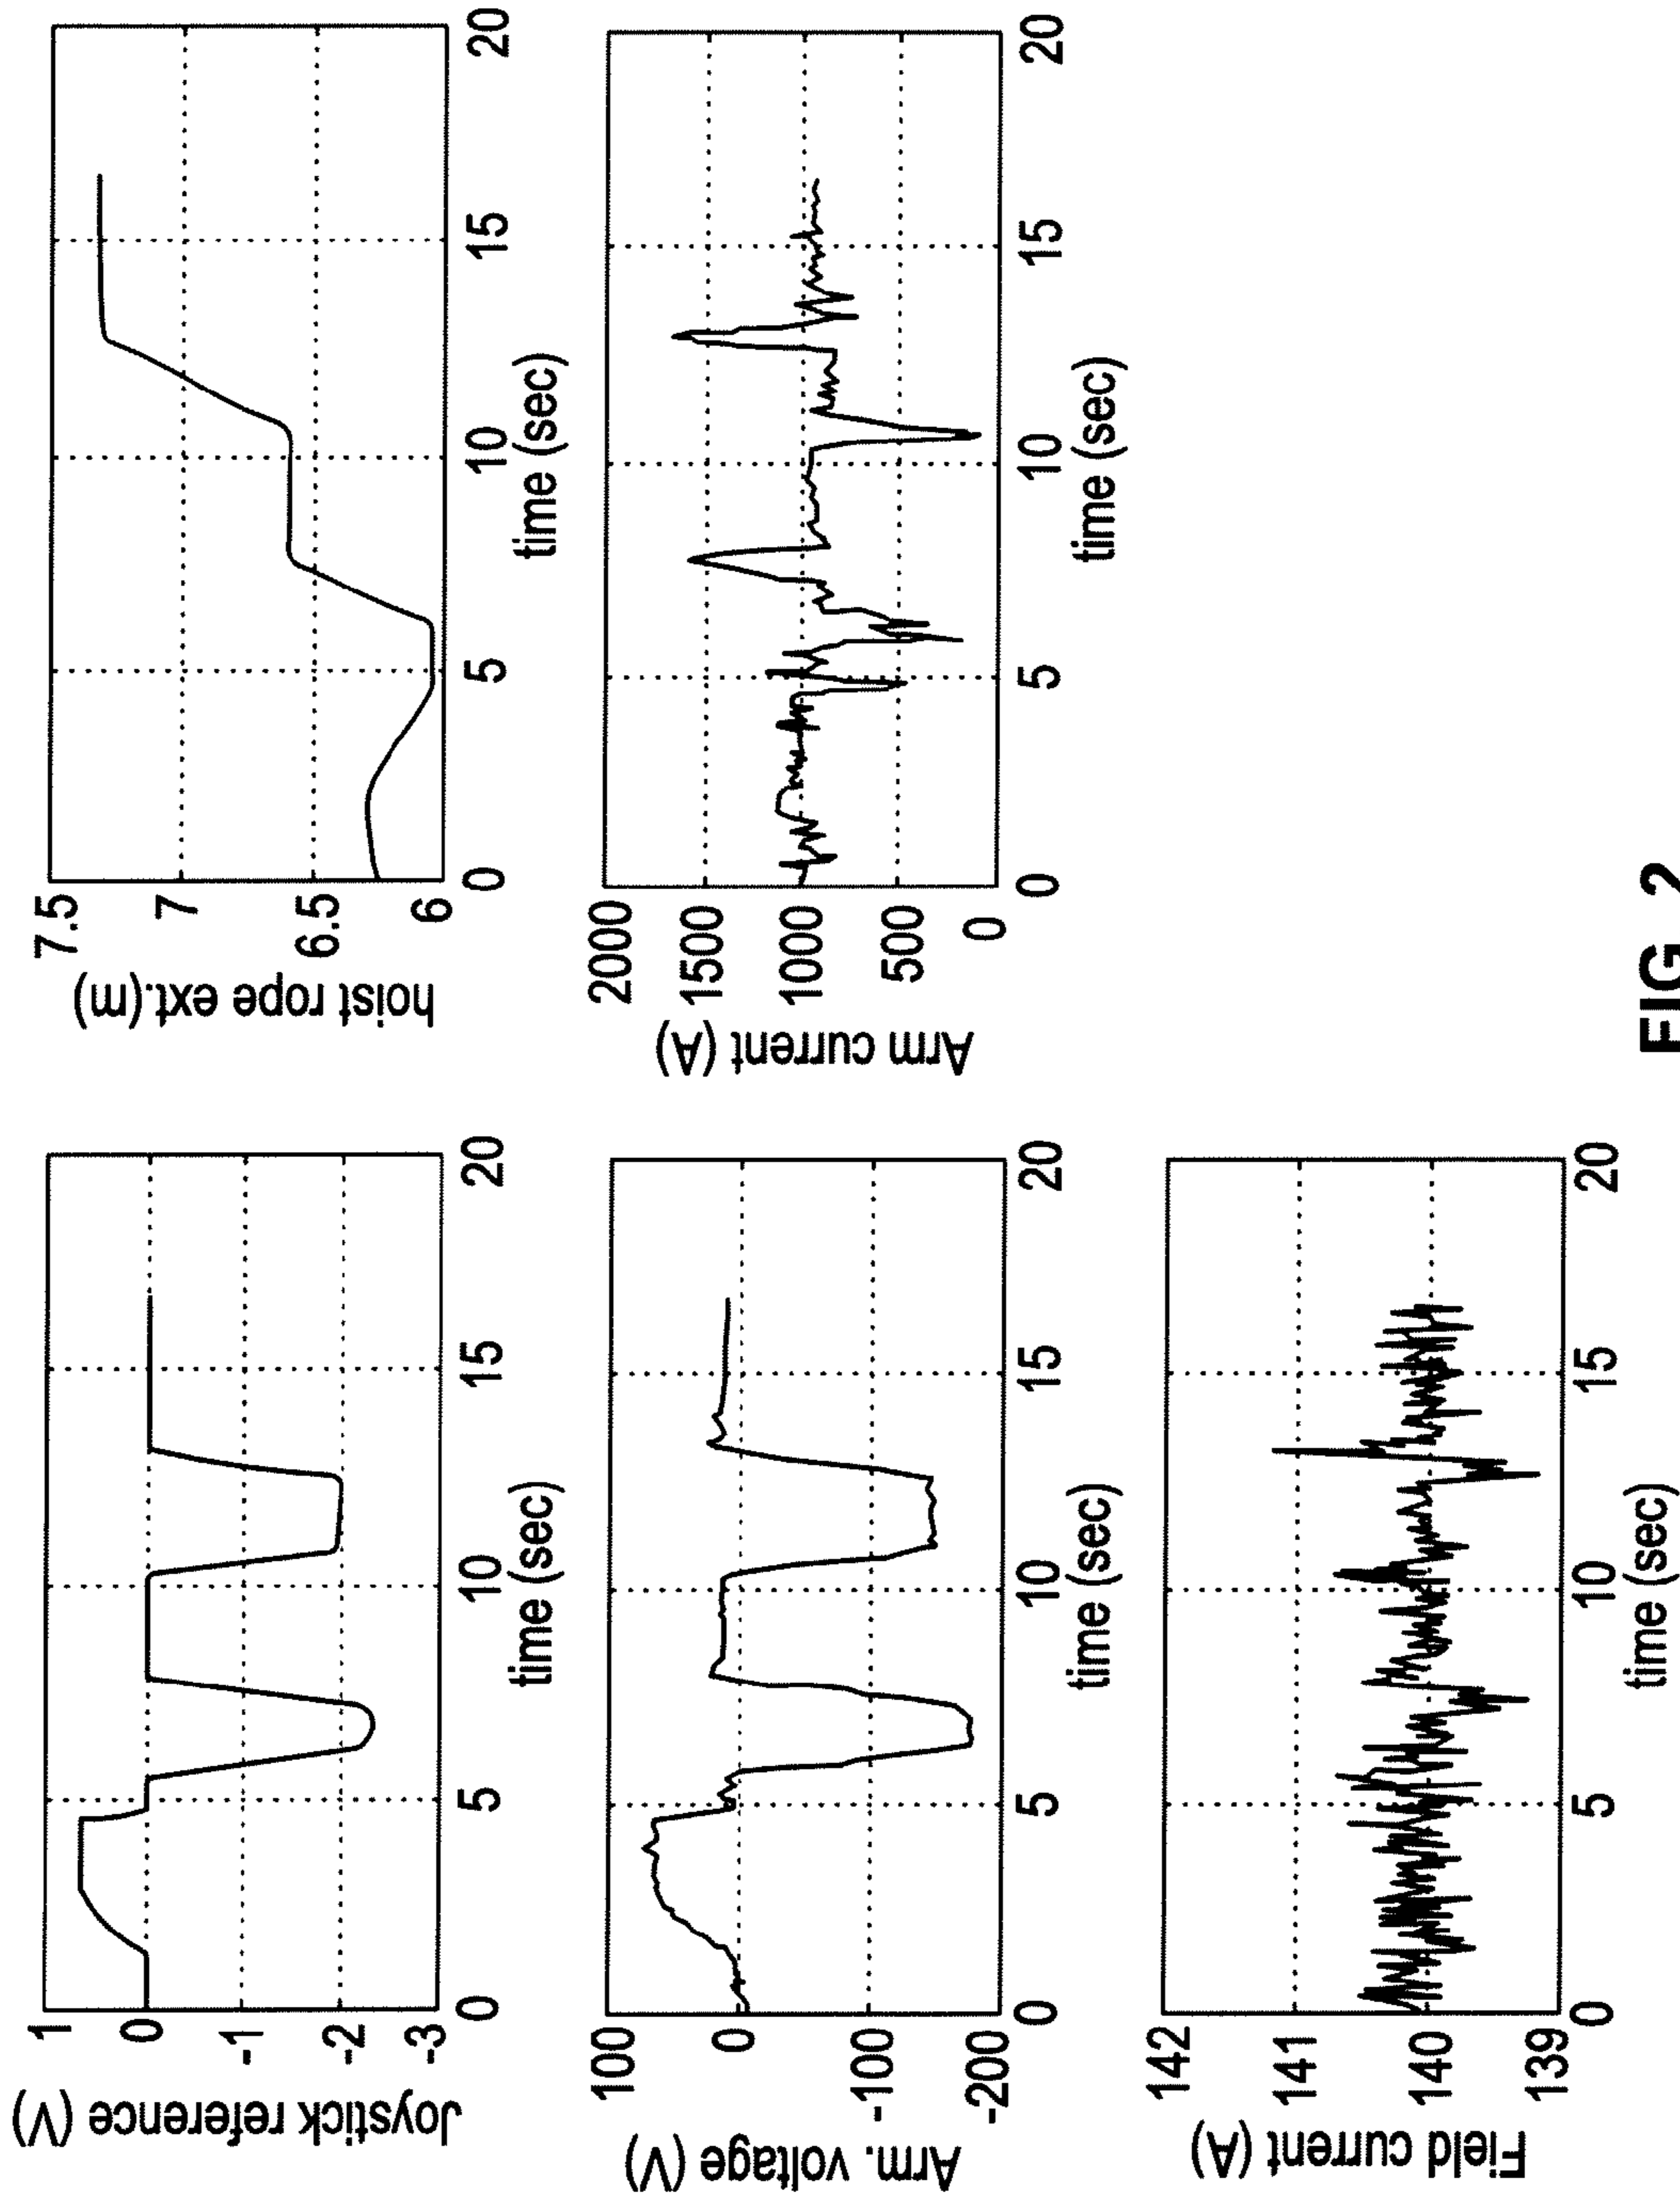 Joystick reference (V)
1
0
-1
-2
-3
0 5 10 15 20
time (sec)
hoist rope ext.(m)
7.5
7
6.5
6
0 5 10 15 20
time (sec)
Arm. voltage (V)
100
0
-100
-200
0 5 10 15 20
time (sec)
Arm current (A)
2000
1500
1000
500
0
0 5 10 15 20
time (sec)
Field current (A)
142
141
140
139
0 5 10 15 20
time (sec)
FIG. 2